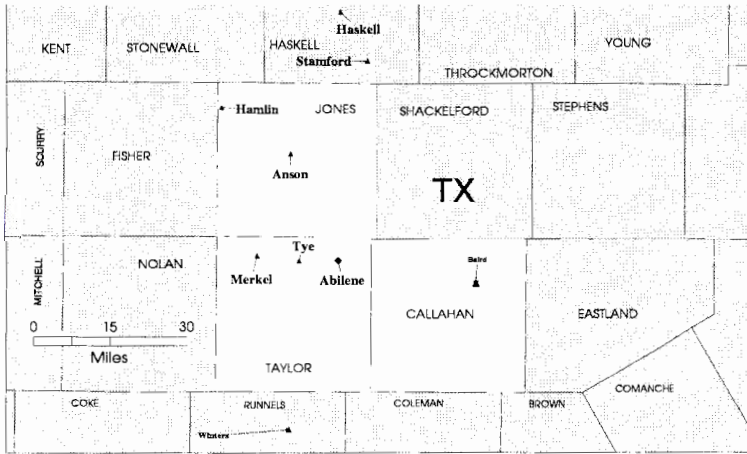 Haskell
KENT
STONEWALL
HASKELL
YOUNG
Stamford
THROCKMORTON
Hamlin
JONES
SHACKELFORD
STEPHENS
SCURRY
FISHER
Anson
TX
Tye
Baird
MITCHELL
NOLAN
Merkel
Abilene
CALLAHAN
EASTLAND
0 15 30
Miles
TAYLOR
COMANCHE
COKE
RUNNELS
COLEMAN
BROWN
Winters